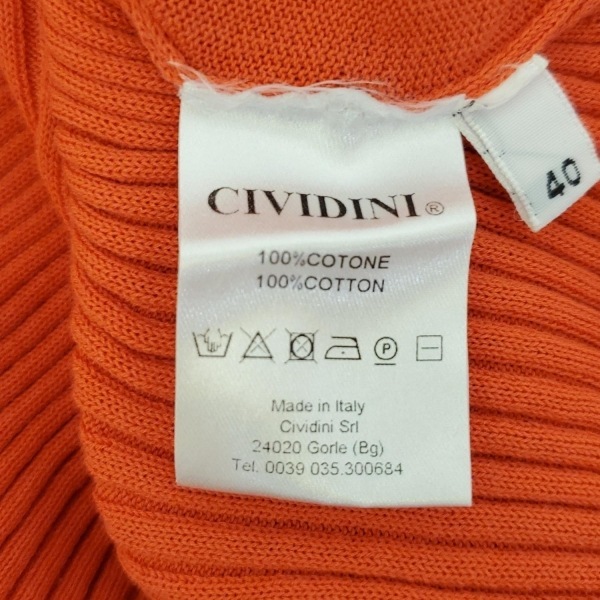 CIVIDINI®
40
100%COTONE
100%COTTON
P
Made in Italy
Cividini Srl
24020 Gorle (Bg)
Tel. 0039 035.300684